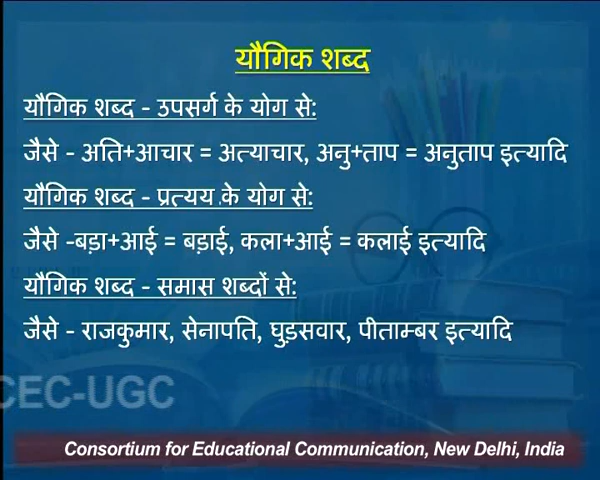 यौगिक शब्द
यौगिक शब्द - उपसर्ग के योग से:
जैसे - अति+आचार = अत्याचार, अनु+ताप = अनुताप इत्यादि
यौगिक शब्द - प्रत्यय के योग से:
जैसे -बड़ा+आई = बड़ाई, कला+आई = कलाई इत्यादि
यौगिक शब्द - समास शब्दों से:
जैसे - राजकुमार, सेनापति, घुड़सवार, पीताम्बर इत्यादि
CEC-UGC
Consortium for Educational Communication, New Delhi, India